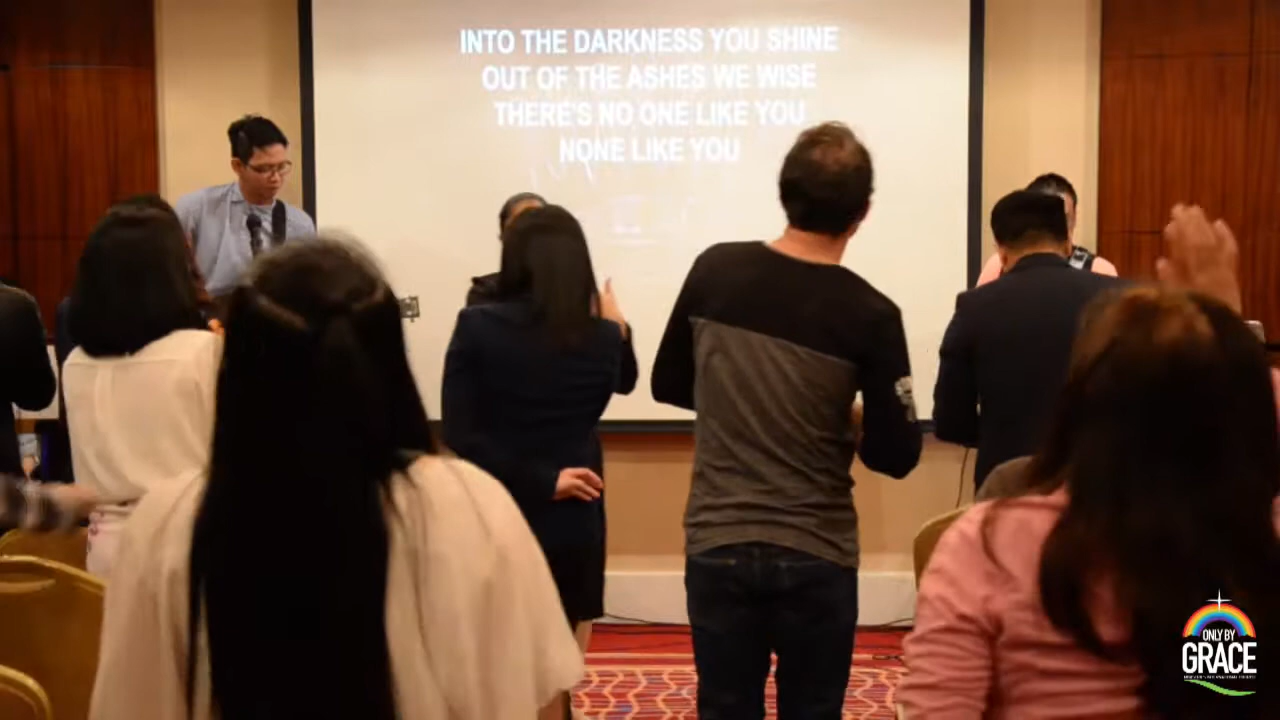 INTO THE DARKNESS YOU SHINE
OUT OF THE ASHES WE WISE
THERE'S NO ONE LIKE YOU
NONE LIKE YOU
ONLY BY
GRACE